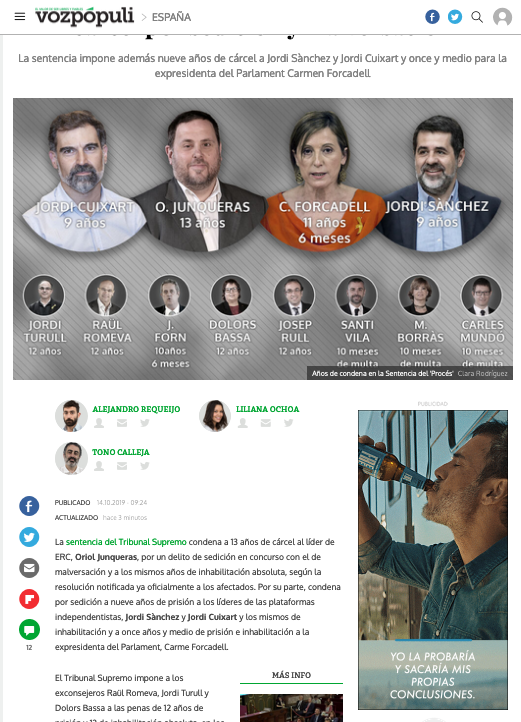 EL DIARIO DE LOS LIBRES Y CRÍTICOS
vozpópuli
ESPAÑA
La sentencia impone además nueve años de cárcel a Jordi Sànchez y Jordi Cuixart y once y medio para la
expresidenta del Parlament Carmen Forcadell
JORDI CUIXART
9 años
O. JUNQUERAS
13 años
C. FORCADELL
11 años
6 meses
JORDI SÀNCHEZ
9 años
JORDI
TURULL
12 años
RAÜL
ROMEVA
12 años
J.
FORN
10años
6 meses
DOLORS
BASSA
12 años
JOSEP
RULL
12 años
SANTI
VILA
10 meses
de multa
M.
BORRÀS
10 meses
de multa
CARLES
MUNDÓ
10 meses
de multa
Años de condena en la Sentencia del 'Procés' Clara Rodríguez
ALEJANDRO REQUEIJO
LILIANA OCHOA
TONO CALLEJA
PUBLICIDAD
PUBLICADO 14.10.2019 - 09:24
ACTUALIZADO hace 3 minutos
La sentencia del Tribunal Supremo condena a 13 años de cárcel al líder de
ERC, Oriol Junqueras, por un delito de sedición en concurso con el de
malversación y a los mismos años de inhabilitación absoluta, según la
resolución notificada ya oficialmente a los afectados. Por su parte, condena
por sedición a nueve años de prisión a los líderes de las plataformas
independentistas, Jordi Sànchez y Jordi Cuixart y los mismos de
inhabilitación y a once años y medio de prisión e inhabilitación a la
expresidenta del Parlament, Carme Forcadell.
12
El Tribunal Supremo impone a los
exconsejeros Raül Romeva, Jordi Turull y
Dolors Bassa a las penas de 12 años de
MÁS INFO
YO LA PROBARÍA
Y SACARÍA MIS
PROPIAS
CONCLUSIONES.